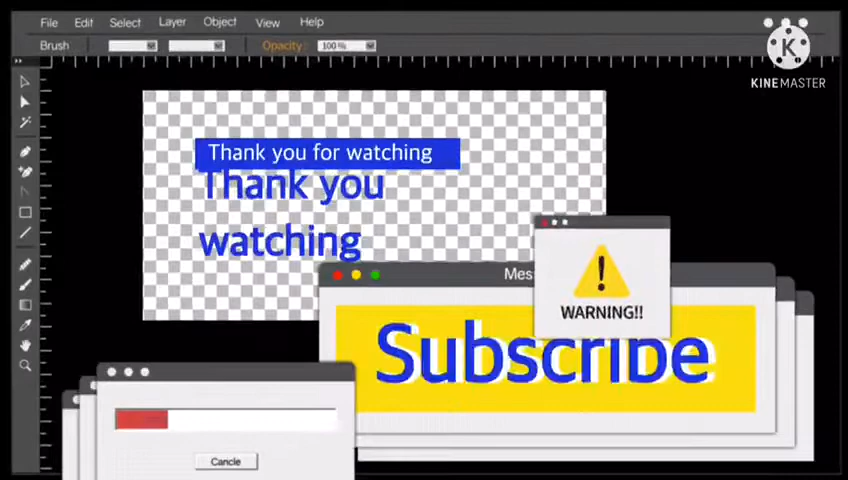 File Edit Select Layer Object View Help
Brush Opacity: 100%
KINEMASTER
Thank you for watching
Thank you
watching
WARNING!!
Subscribe
Cancle